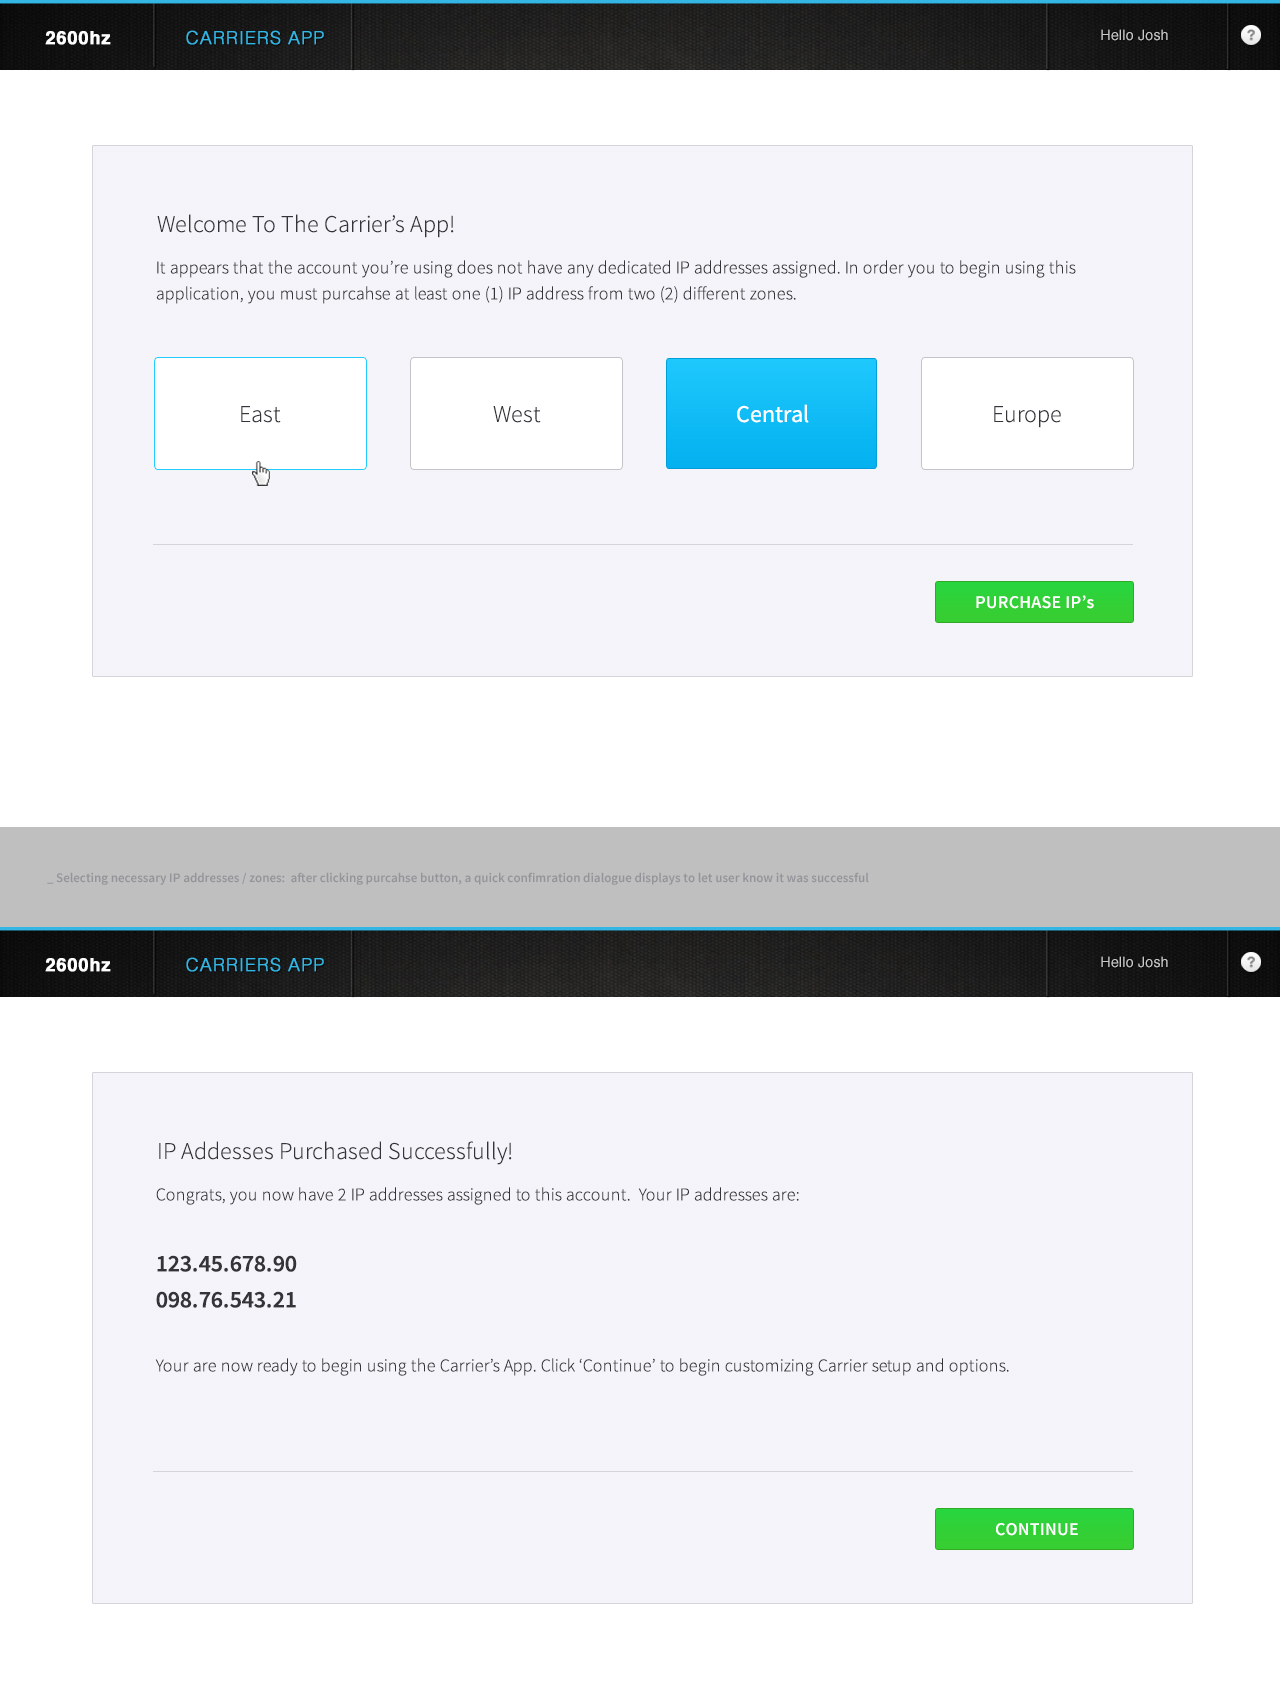 2600hz
CARRIERS APP
Hello Josh
?
Welcome To The Carrier’s App!
It appears that the account you’re using does not have any dedicated IP addresses assigned. In order you to begin using this
application, you must purcahse at least one (1) IP address from two (2) different zones.
East
West
Central
Europe
PURCHASE IP’s
_ Selecting necessary IP addresses / zones:  after clicking purcahse button, a quick confimration dialogue displays to let user know it was successful
2600hz
CARRIERS APP
Hello Josh
?
IP Addesses Purchased Successfully!
Congrats, you now have 2 IP addresses assigned to this account.  Your IP addresses are:
123.45.678.90
098.76.543.21
Your are now ready to begin using the Carrier’s App. Click ‘Continue’ to begin customizing Carrier setup and options.
CONTINUE